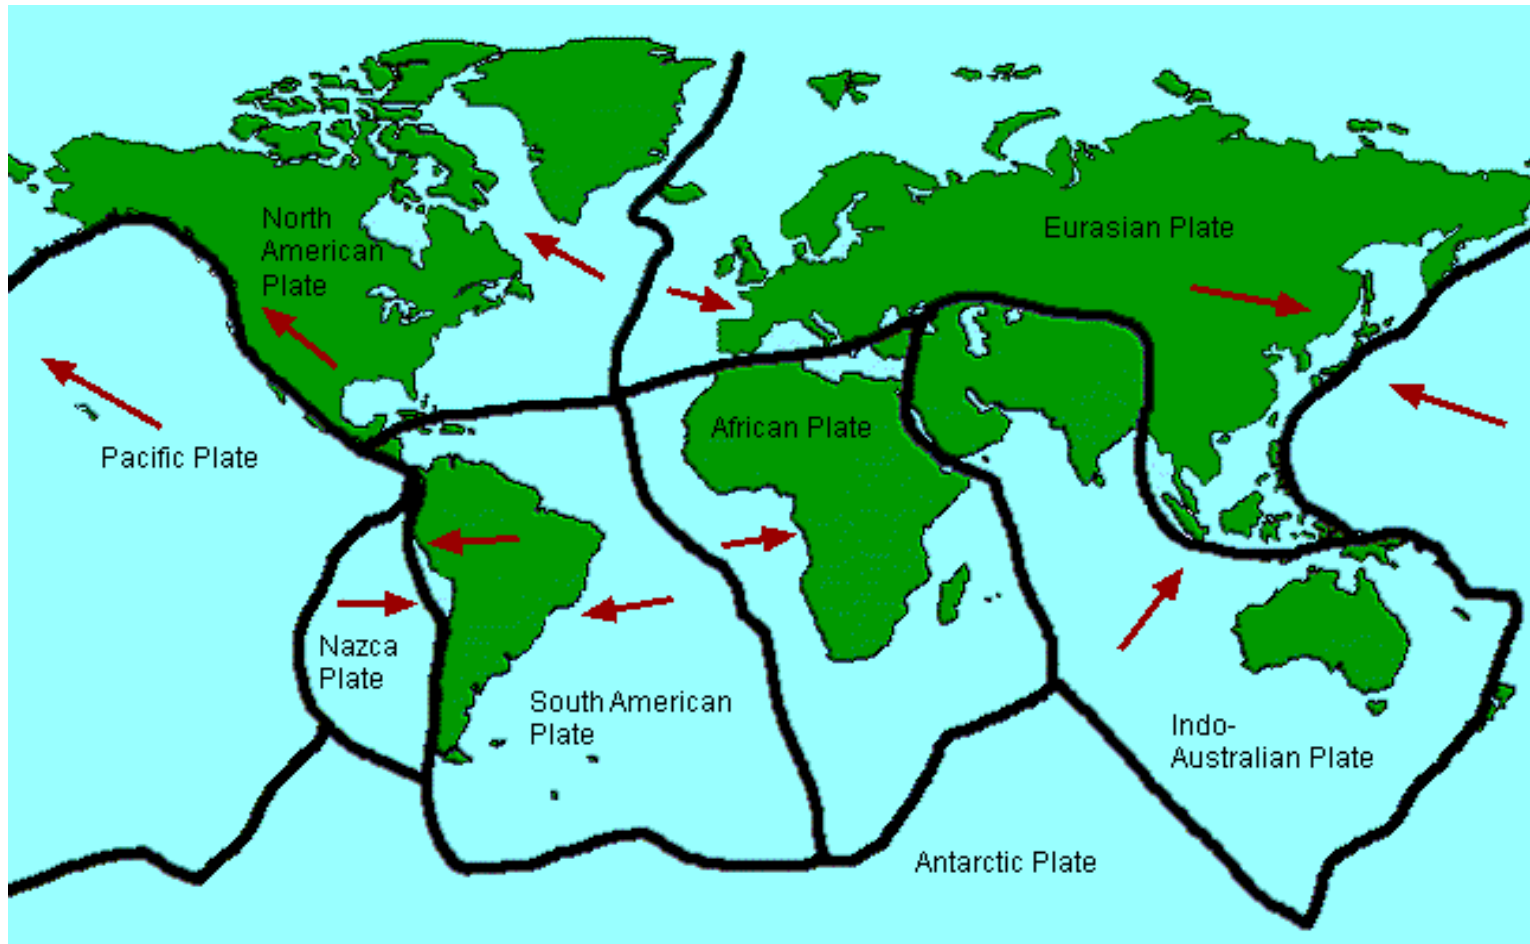 North
American
Plate
Eurasian Plate
African Plate
Pacific Plate
Nazca
Plate
South American
Plate
Indo-
Australian Plate
Antarctic Plate